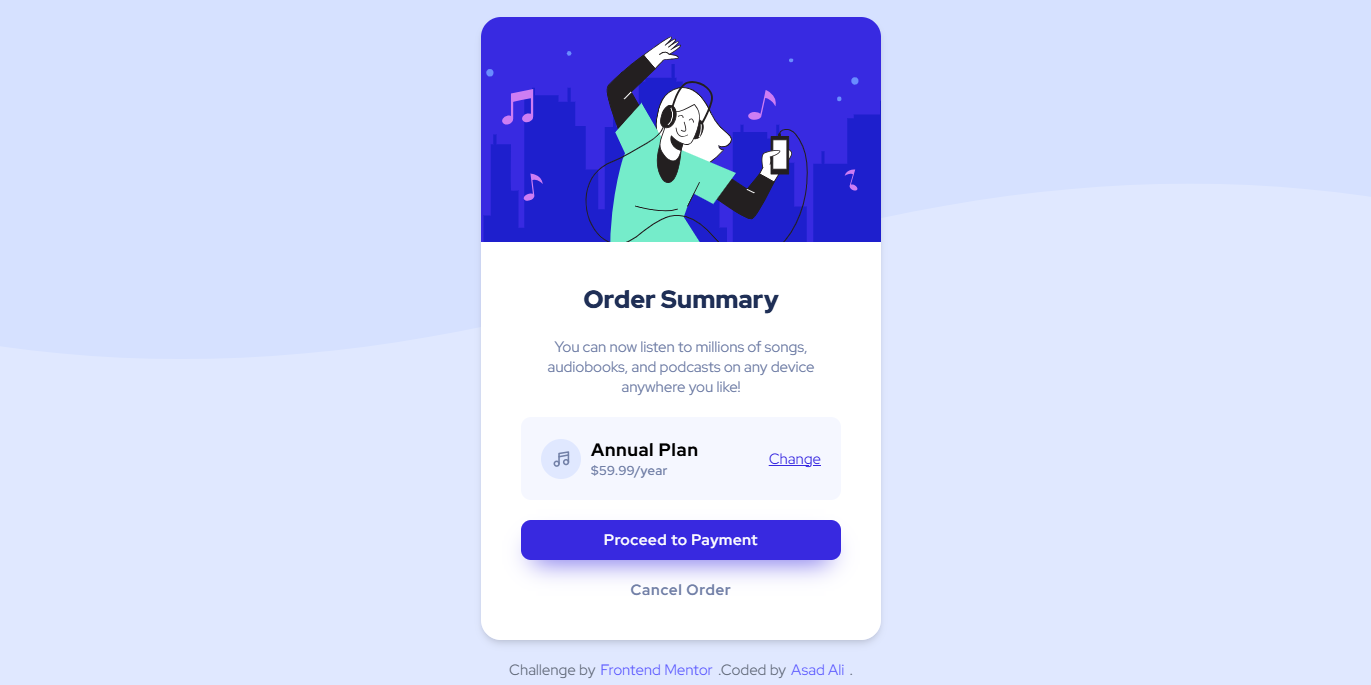 Order Summary
You can now listen to millions of songs,
audiobooks, and podcasts on any device
anywhere you like!
Annual Plan
$59.99/year
Change
Proceed to Payment
Cancel Order
Challenge by Frontend Mentor .Coded by Asad Ali .